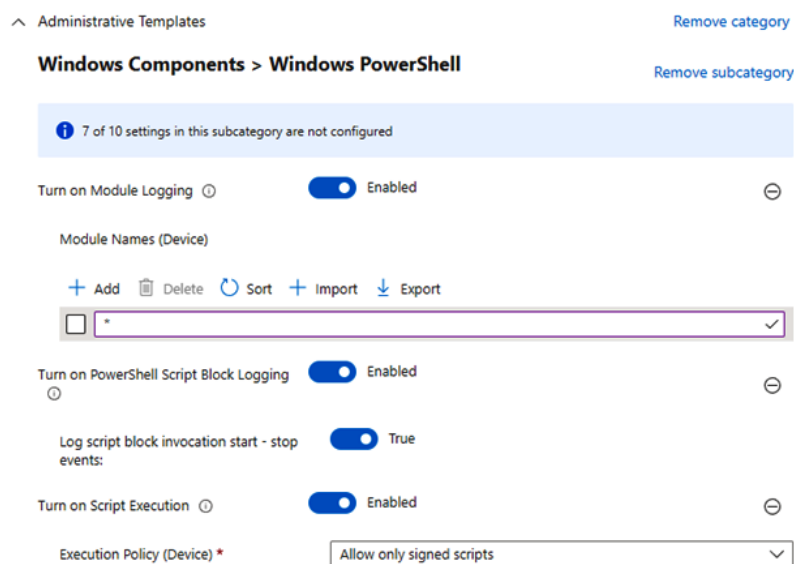 Administrative Templates Remove category
Windows Components > Windows PowerShell Remove subcategory
7 of 10 settings in this subcategory are not configured
Turn on Module Logging Enabled
Module Names (Device)
Add Delete Sort Import Export
*
Turn on PowerShell Script Block Logging Enabled
Log script block invocation start - stop True
events:
Turn on Script Execution Enabled
Execution Policy (Device) * Allow only signed scripts